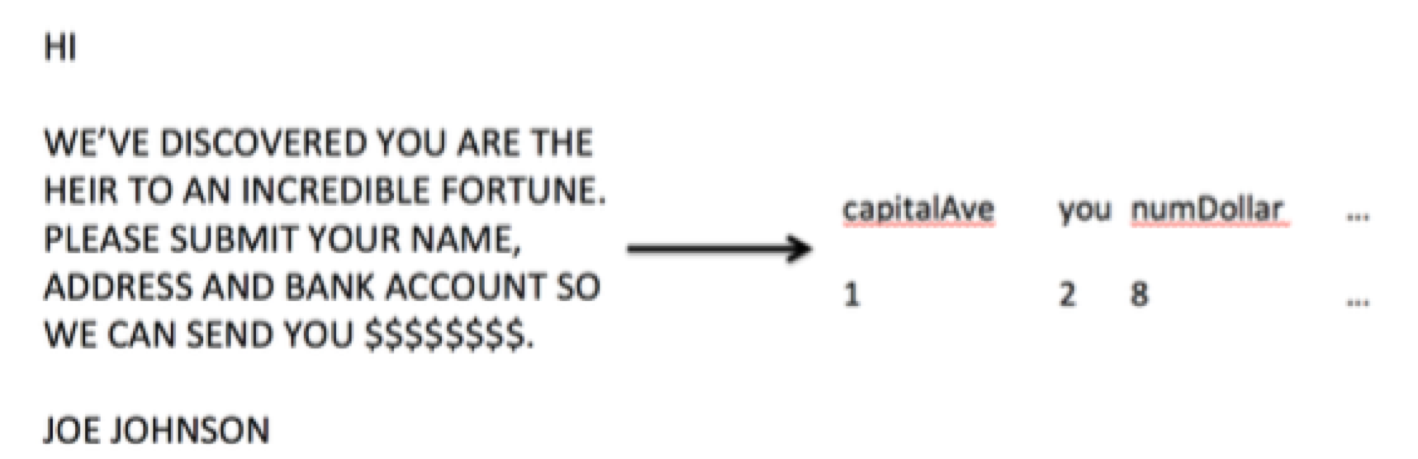 HI
WE'VE DISCOVERED YOU ARE THE
HEIR TO AN INCREDIBLE FORTUNE.
PLEASE SUBMIT YOUR NAME,
ADDRESS AND BANK ACCOUNT SO
WE CAN SEND YOU $$$$$$$$.
JOE JOHNSON
capitalAve you numDollar ...
1 2 8 ...